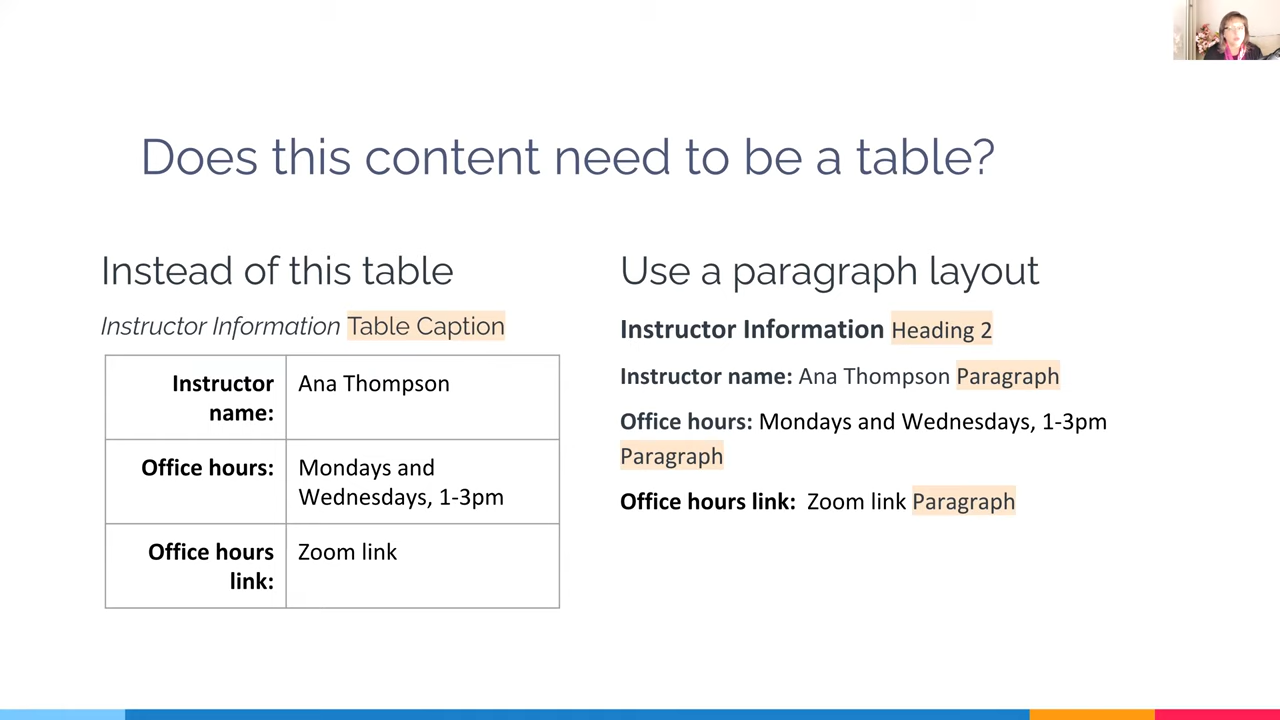 Does this content need to be a table?
Instead of this table
Instructor Information Table Caption
Instructor
name:
Ana Thompson
Office hours:
Mondays and
Wednesdays, 1-3pm
Office hours
link:
Zoom link
Use a paragraph layout
Instructor Information Heading 2
Instructor name: Ana Thompson Paragraph
Office hours: Mondays and Wednesdays, 1-3pm
Paragraph
Office hours link: Zoom link Paragraph